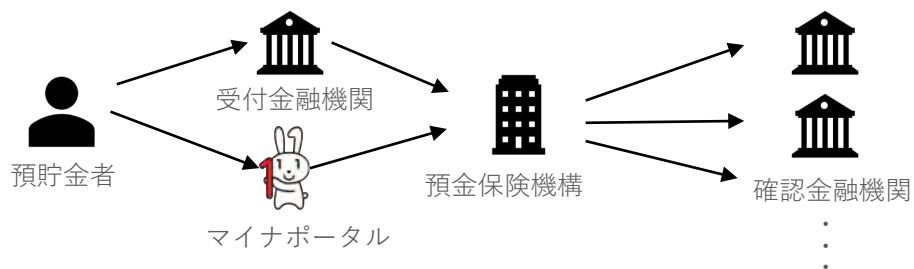 受付金融機関
預貯金者
マイナポータル
預金保険機構
確認金融機関